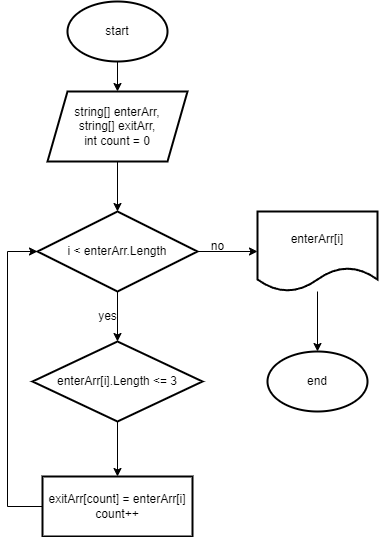 start
string[] enterArr,
string[] exitArr,
int count = 0
i < enterArr.Length
no
enterArr[i]
yes
enterArr[i].Length <= 3
end
exitArr[count] = enterArr[i]
count++